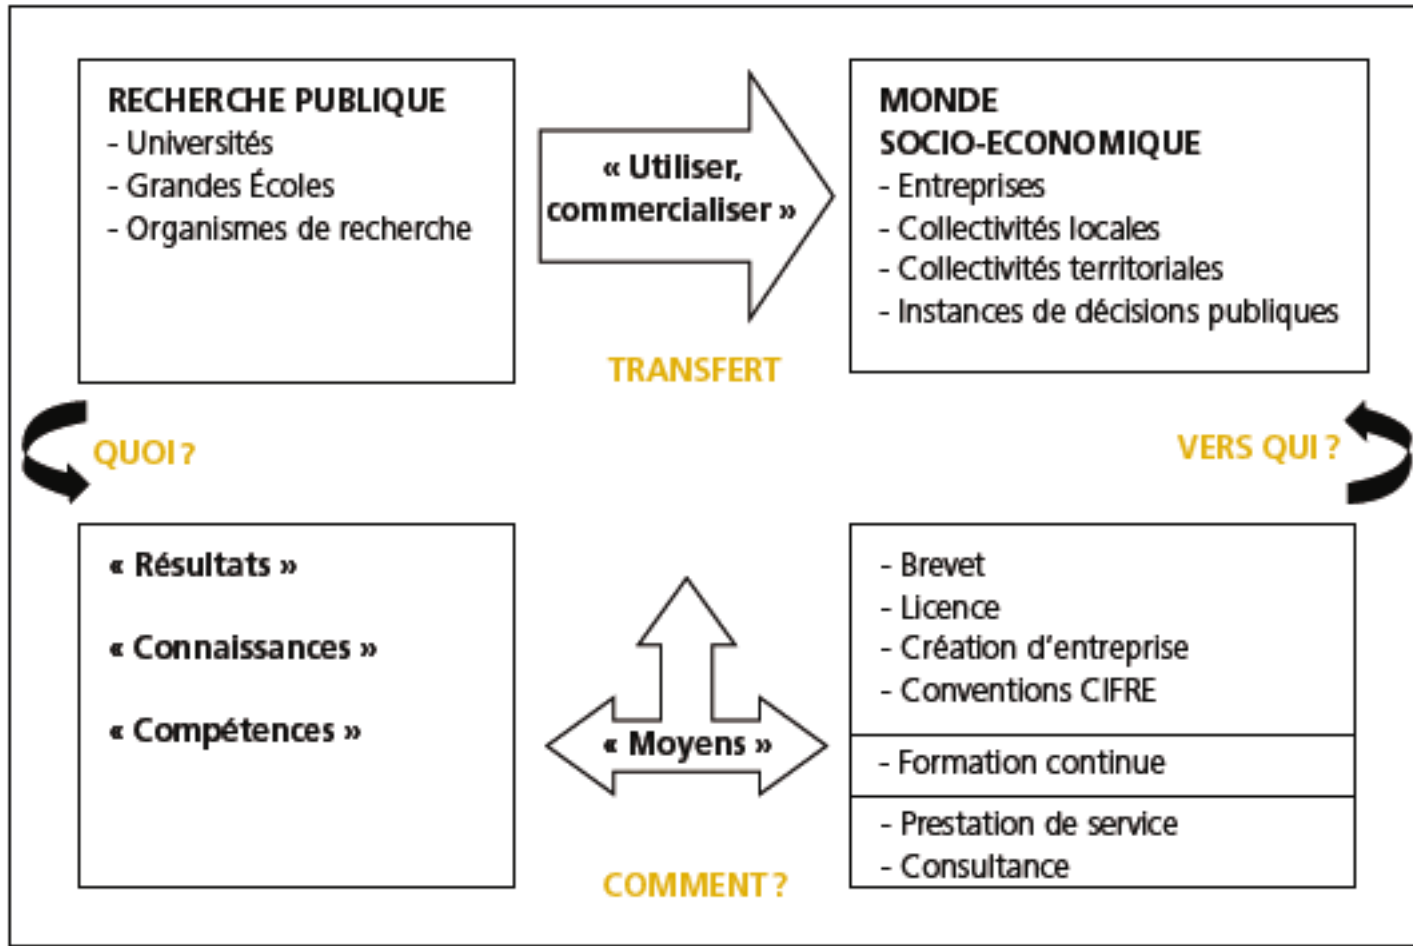 RECHERCHE PUBLIQUE
- Universités
- Grandes Écoles
- Organismes de recherche
« Utiliser,
commercialiser »
TRANSFERT
MONDE
SOCIO-ECONOMIQUE
- Entreprises
- Collectivités locales
- Collectivités territoriales
- Instances de décisions publiques
QUOI ?
VERS QUI ?
« Résultats »
« Connaissances »
« Compétences »
« Moyens »
COMMENT ?
- Brevet
- Licence
- Création d'entreprise
- Conventions CIFRE
- Formation continue
- Prestation de service
- Consultance